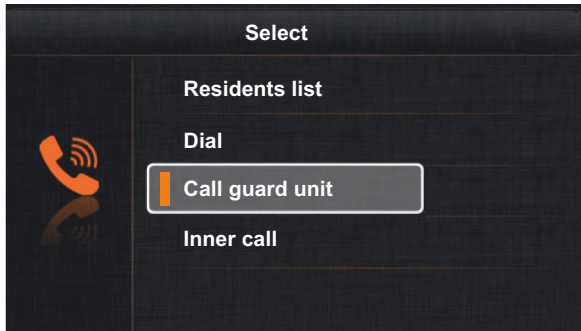 Select
Residents list
Dial
Call guard unit
Inner call